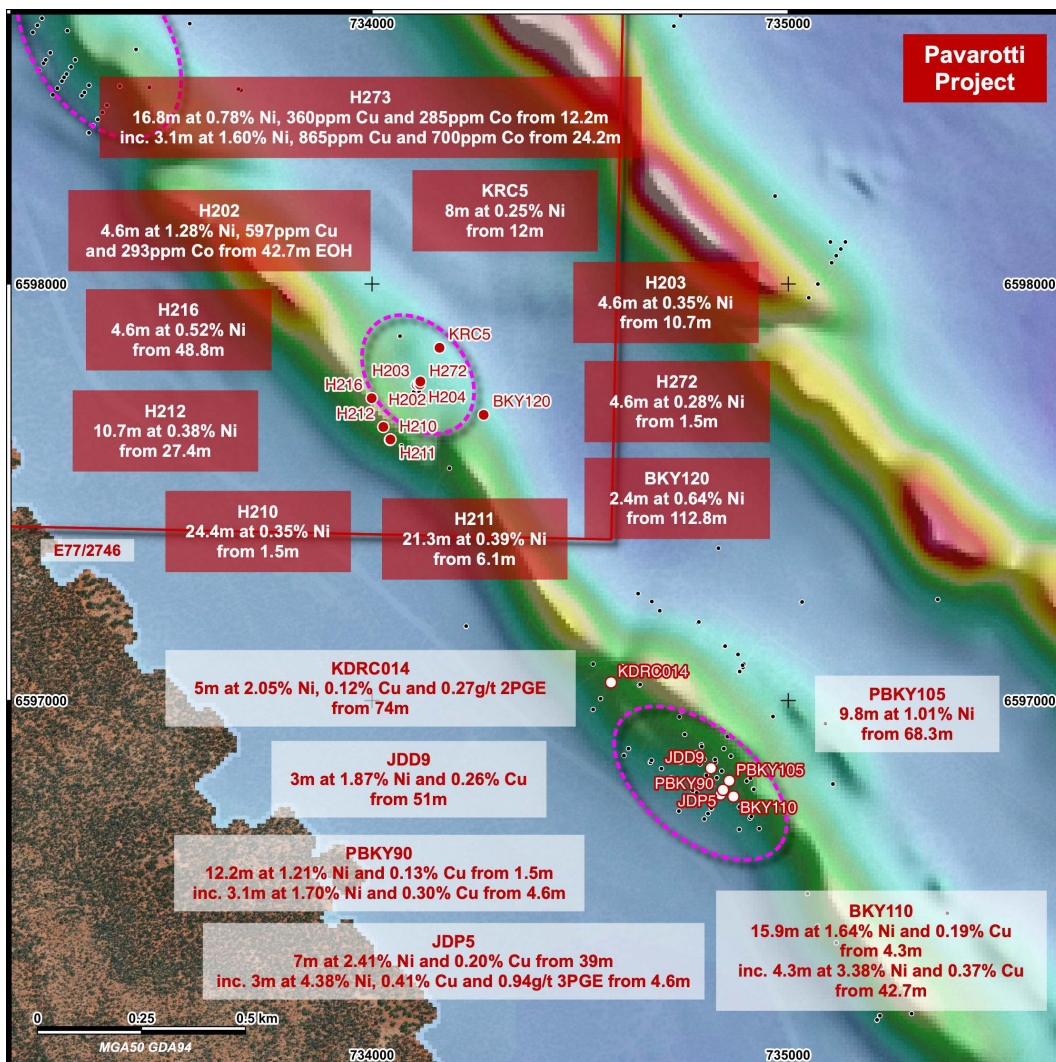 734000
735000
Pavarotti
Project
H273
16.8m at 0.78% Ni, 360ppm Cu and 285ppm Co from 12.2m
inc. 3.1m at 1.60% Ni, 865ppm Cu and 700ppm Co from 24.2m
KRC5
8m at 0.25% Ni
from 12m
H202
4.6m at 1.28% Ni, 597ppm Cu
and 293ppm Co from 42.7m EOH
6598000
6598000
H203
4.6m at 0.35% Ni
from 10.7m
H216
4.6m at 0.52% Ni
from 48.8m
KRC5
H203
H272
H216
H202
H204
BKY120
H212
H210
H211
H272
4.6m at 0.28% Ni
from 1.5m
H212
10.7m at 0.38% Ni
from 27.4m
BKY120
2.4m at 0.64% Ni
from 112.8m
H210
24.4m at 0.35% Ni
from 1.5m
H211
21.3m at 0.39% Ni
from 6.1m
E77/2746
KDRC014
5m at 2.05% Ni, 0.12% Cu and 0.27g/t 2PGE
from 74m
KDRC014
6597000
6597000
PBKY105
9.8m at 1.01% Ni
from 68.3m
JDD9
3m at 1.87% Ni and 0.26% Cu
from 51m
JDD9
PBKY105
PBKY90
JDP5
BKY110
PBKY90
12.2m at 1.21% Ni and 0.13% Cu from 1.5m
inc. 3.1m at 1.70% Ni and 0.30% Cu from 4.6m
BKY110
15.9m at 1.64% Ni and 0.19% Cu
from 4.3m
inc. 4.3m at 3.38% Ni and 0.37% Cu
from 42.7m
JDP5
7m at 2.41% Ni and 0.20% Cu from 39m
inc. 3m at 4.38% Ni, 0.41% Cu and 0.94g/t 3PGE from 4.6m
0
0.25
0.5 km
MGA50 GDA94
734000
735000